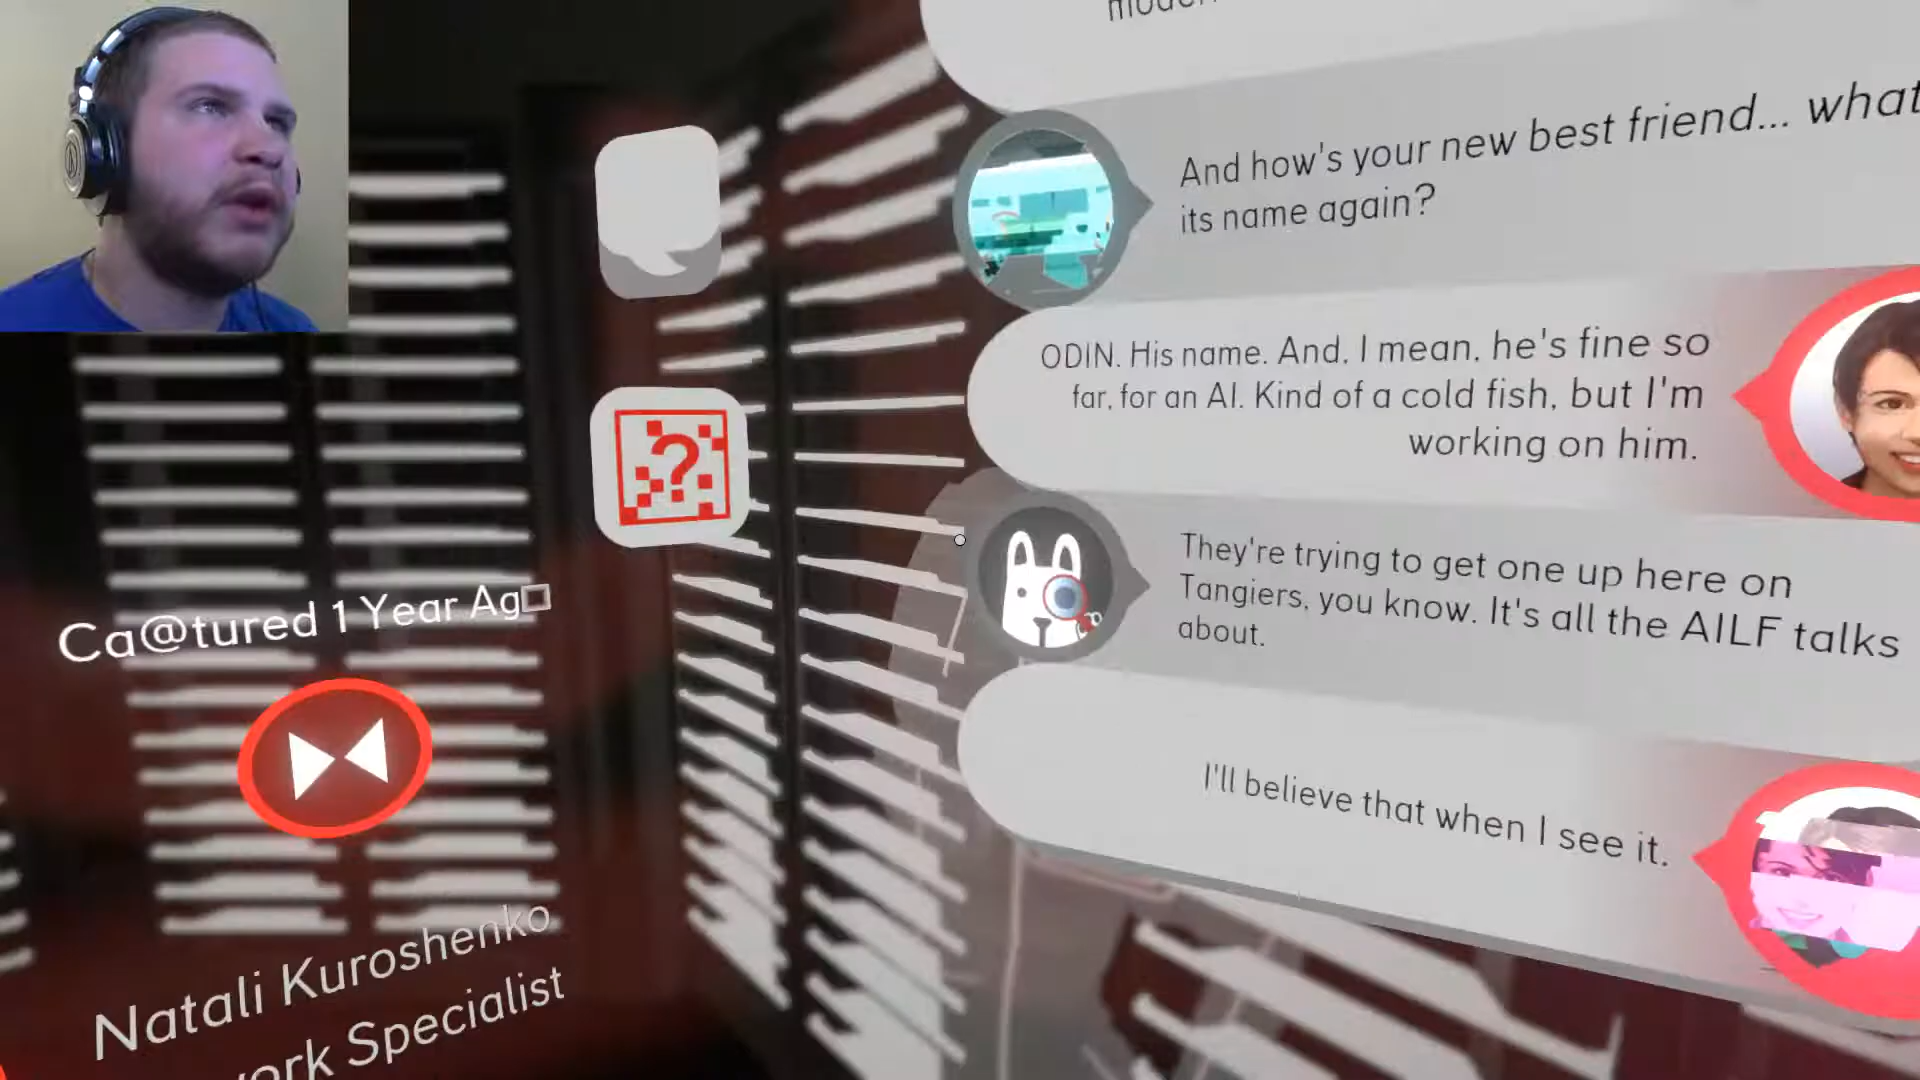 And how's your new best friend... what
its name again?
ODIN. His name. And, I mean, he's fine so
far, for an AI. Kind of a cold fish, but I'm
working on him.
?
They're trying to get one up here on
Tangiers, you know. It's all the AILF talks
about.
I'll believe that when I see it.
Ca@tured 1 Year Ag□
Natali Kuroshenko
work Specialist